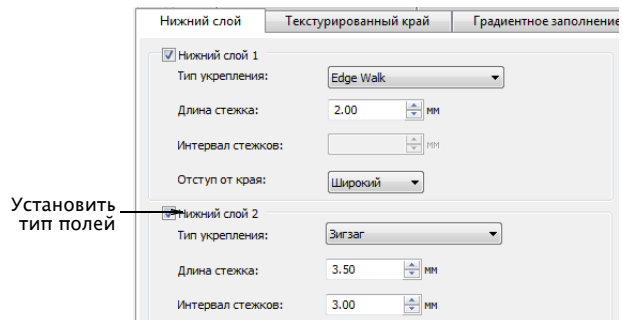 Нижний слой Текстурированный край Градиентное заполнение
Нижний слой 1
Тип укрепления: Edge Walk
Длина стежка: 2.00 мм
Интервал стежков: мм
Отступ от края: Широкий
Установить
тип полей
Нижний слой 2
Тип укрепления: Зигзаг
Длина стежка: 3.50 мм
Интервал стежков: 3.00 мм